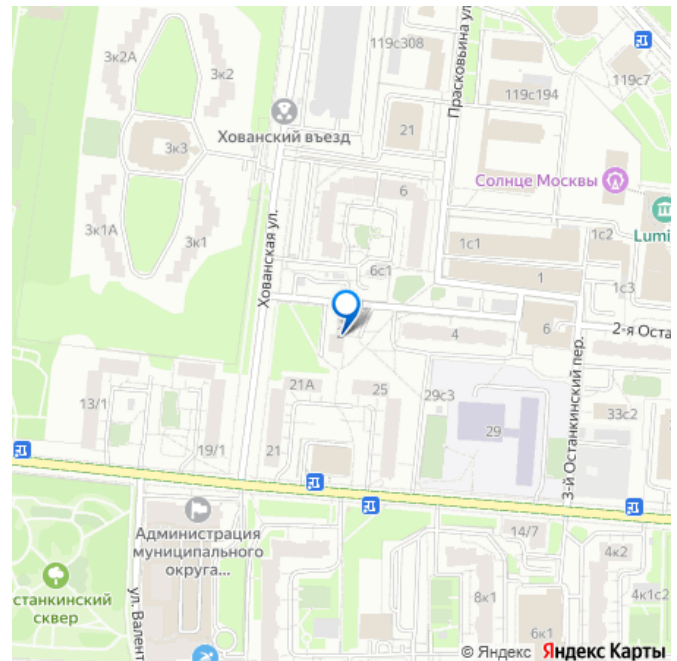 3к2А
3к2
119с308
Прасковьина ул.
119с7
119с194
Хованский въезд
21
3к3
Солнце Москвы
6
3к1А
3к1
Хованская ул.
1с1
1с2
Lumi
6с1
1
1с3
4
6
2-я Оста
21А
25
29с3
3-й Останкинский пер.
13/1
33с2
29
19/1
21
Администрация
муниципального
округа...
14/7
4к2
станкинский
сквер
ул. Валент
8к1
4к1с2
6к1
© Яндекс Яндекс Карты